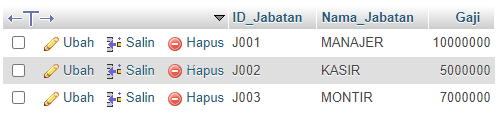 ID_Jabatan Nama_Jabatan Gaji
Ubah Salin Hapus J001 MANAJER 10000000
Ubah Salin Hapus J002 KASIR 5000000
Ubah Salin Hapus J003 MONTIR 7000000